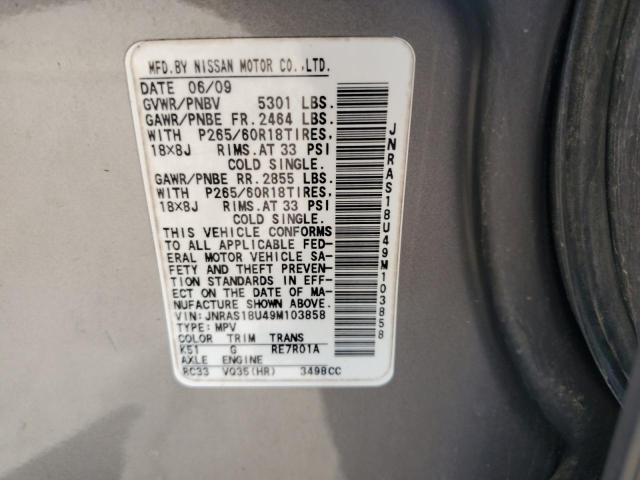 MFD.BY NISSAN MOTOR CO.,LTD.
DATE 06/09
GVWR/PNBV 5301 LBS.
GAWR/PNBE FR. 2464 LBS.
WITH P265/60R18TIRES,
18×8J RIMS.AT 33 PSI
COLD SINGLE.
GAWR/PNBE RR. 2855 LBS.
WITH P265/60R18TIRES,
18×8J RIMS.AT 33 PSI
COLD SINGLE.
THIS VEHICLE CONFORMS
TO ALL APPLICABLE FED-
ERAL MOTOR VEHICLE SA-
FETY AND THEFT PREVEN-
TION STANDARDS IN EF-
FECT ON THE DATE OF MA-
NUFACTURE SHOWN ABOVE.
VIN: JNRAS18U49M103858
TYPE: MPV
COLOR TRIM TRANS
K51 G RE7R01A
AXLE ENGINE
RC33 VQ35(HR) 3498CC
JNRAS18U49M103858